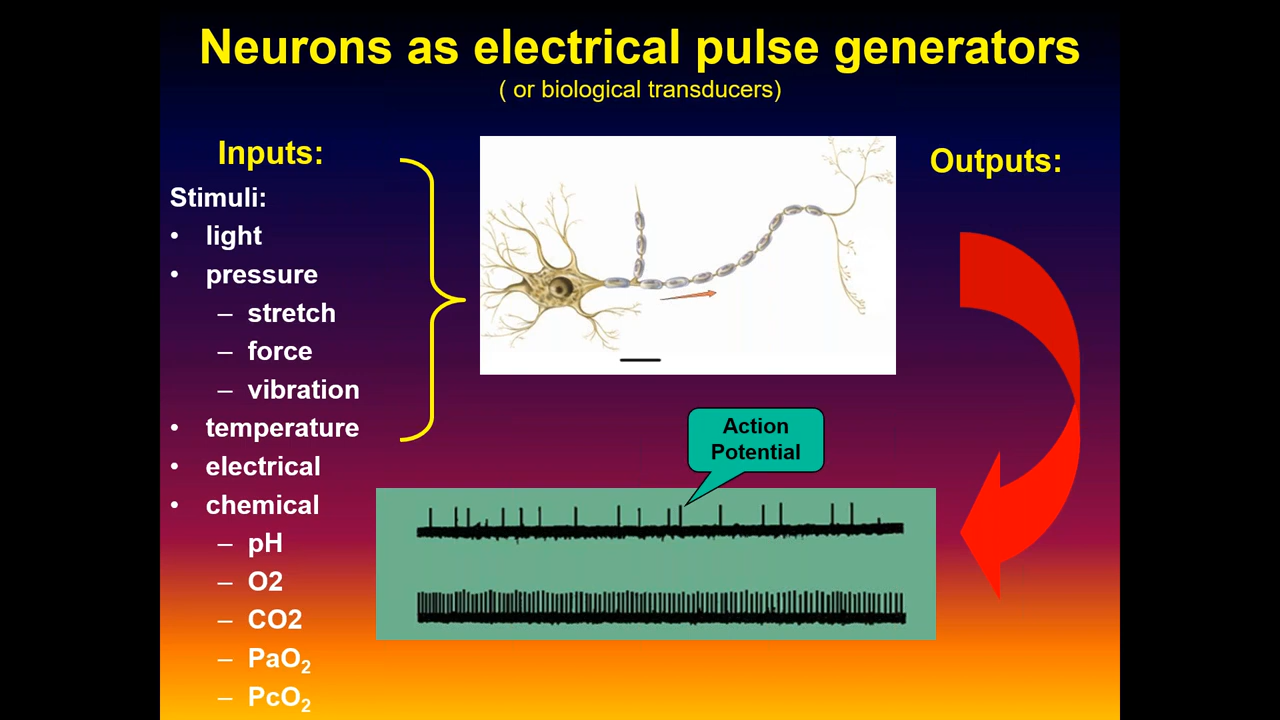 Neurons as electrical pulse generators
( or biological transducers)
Inputs:
Stimuli:
• light
• pressure
– stretch
– force
– vibration
• temperature
• electrical
• chemical
– pH
– O2
– CO2
– PaO₂
– PcO₂
Outputs:
Action
Potential